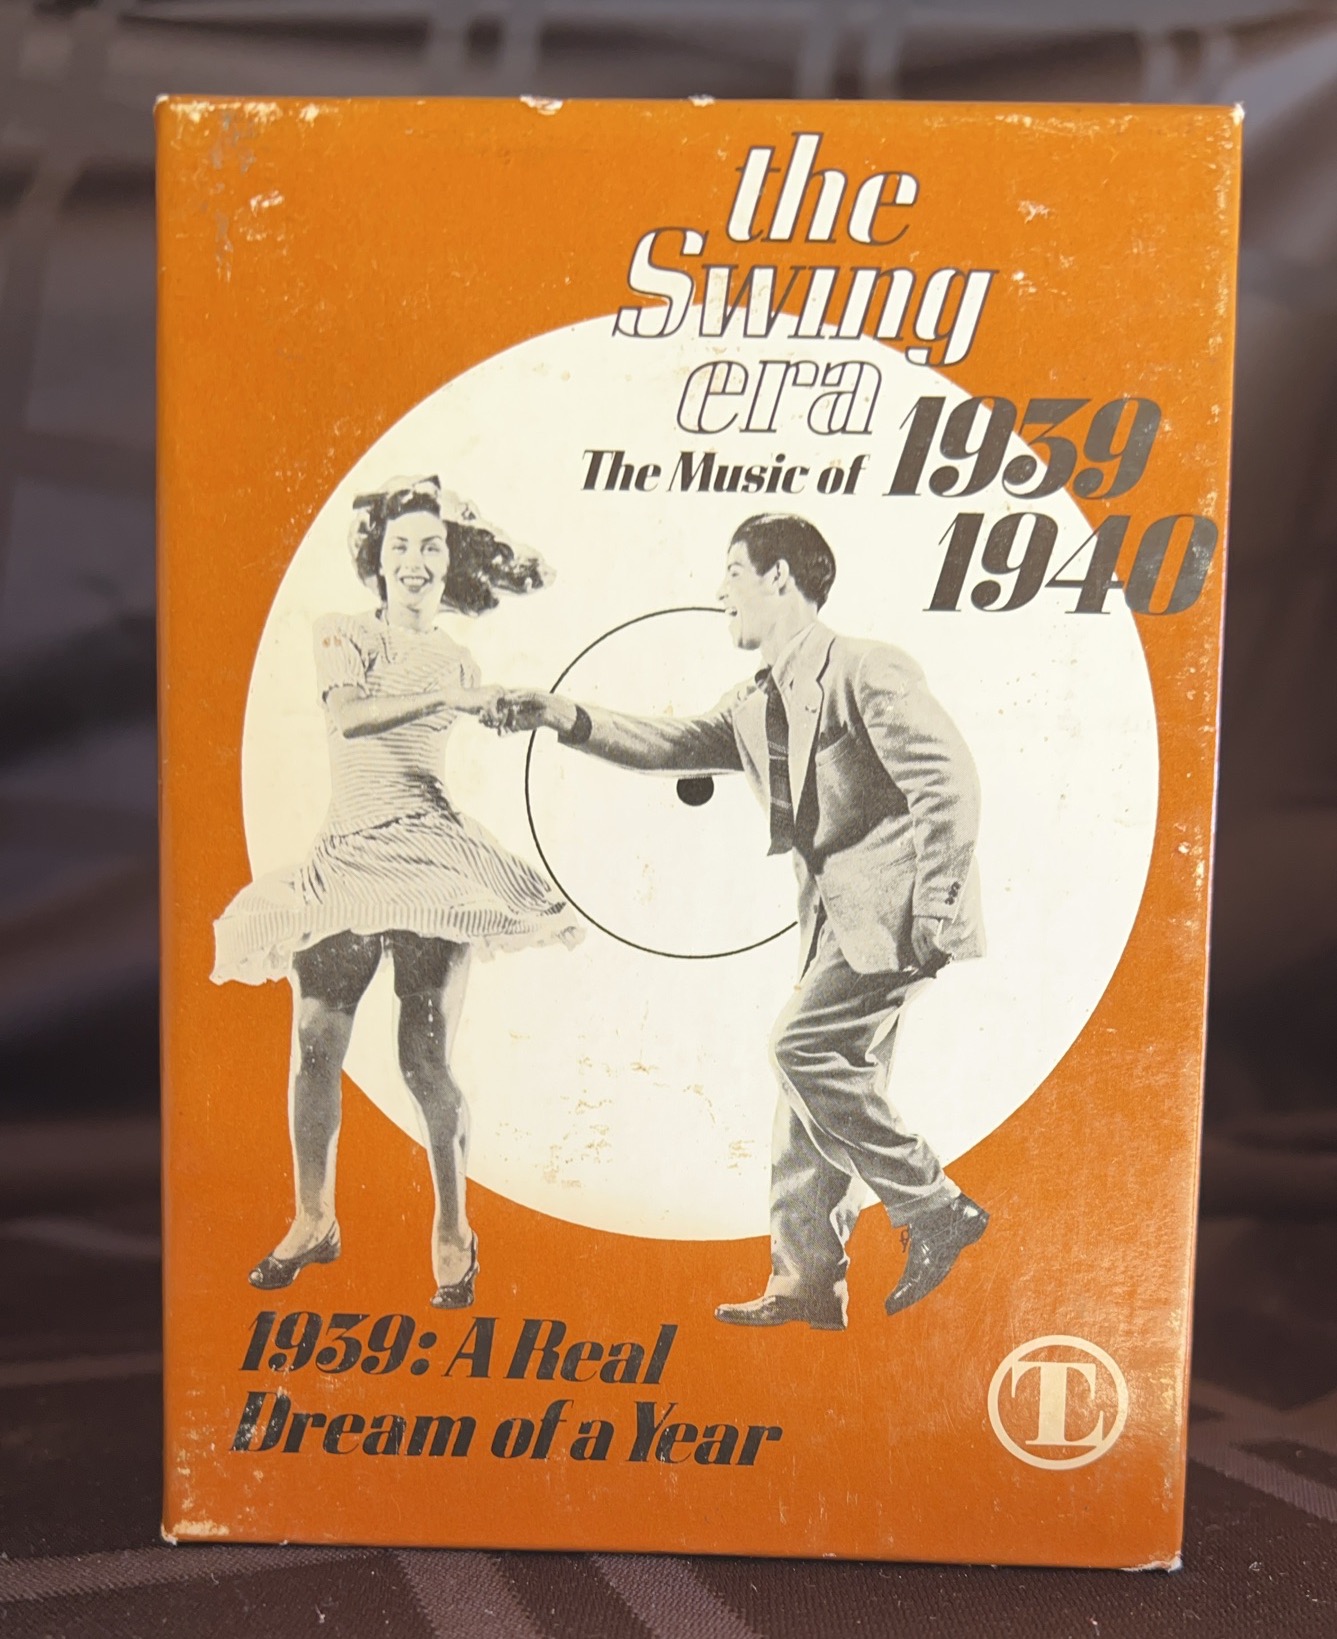 the
Swing
era
The Music of 1939
1940
1939: A Real
Dream of a Year
TL